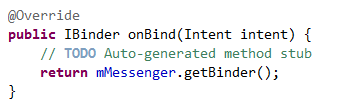 @Override
public IBinder onBind(Intent intent) {
    // TODO Auto-generated method stub
    return mMessenger.getBinder();
}